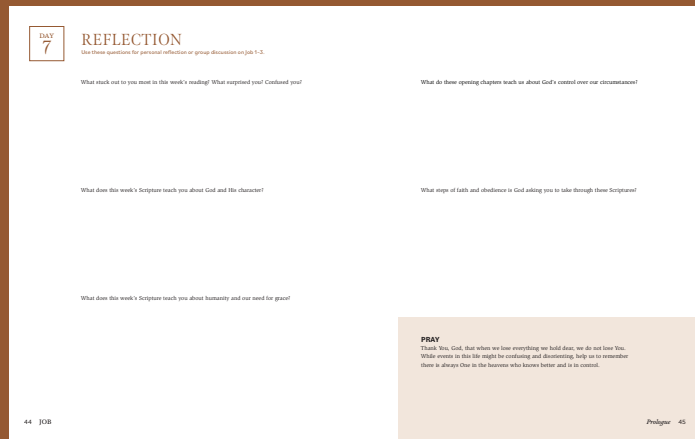 DAY
7
REFLECTION
Use these questions for personal reflection or group discussion on Job 1–3.
What stuck out to you most in this week's reading? What surprised you? Confused you?
What does this week's Scripture teach you about God and His character?
What does this week's Scripture teach you about humanity and our need for grace?
44 JOB
What do these opening chapters teach us about God's control over our circumstances?
What steps of faith and obedience is God asking you to take through these Scriptures?
PRAY
Thank You, God, that when we lose everything we hold dear, we do not lose You.
While events in this life might be confusing and disorienting, help us to remember
there is always One in the heavens who knows better and is in control.
Prologue 45